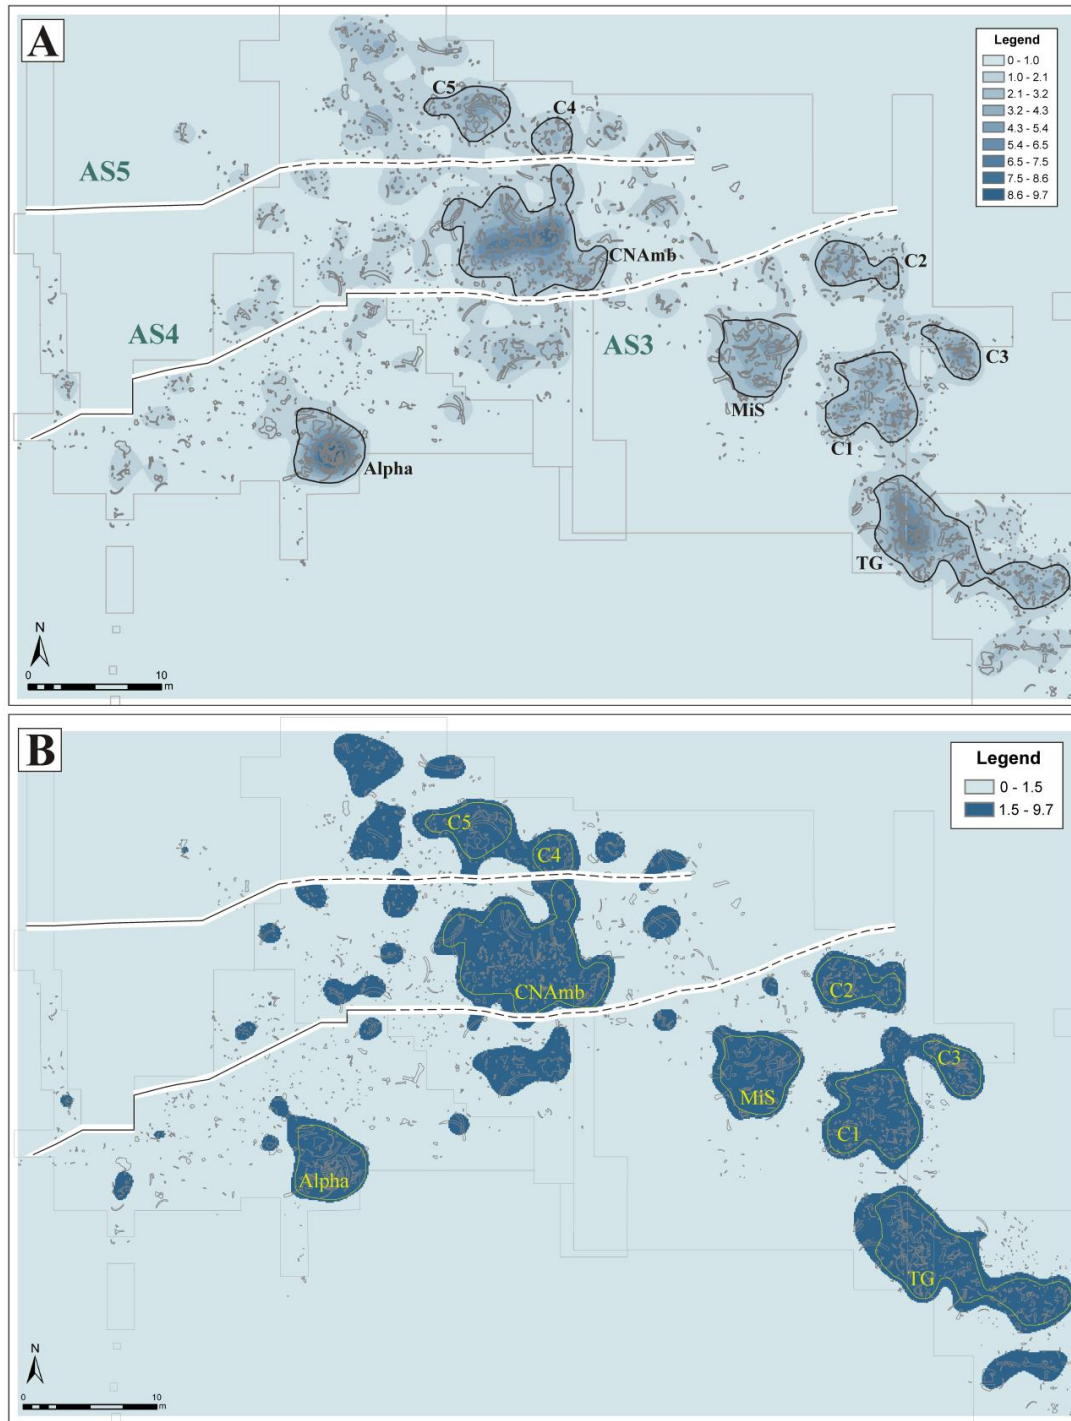 A
Legend
0 - 1.0
1.0 - 2.1
2.1 - 3.2
3.2 - 4.3
4.3 - 5.4
5.4 - 6.5
6.5 - 7.5
7.5 - 8.6
8.6 - 9.7
C5
C4
AS5
CNAmb
C2
AS4
AS3
C3
MiS
C1
Alpha
TG
N
0 10
m
B
Legend
0 - 1.5
1.5 - 9.7
C5
C4
CNAmb
C2
C3
MiS
C1
Alpha
TG
N
0 10
m